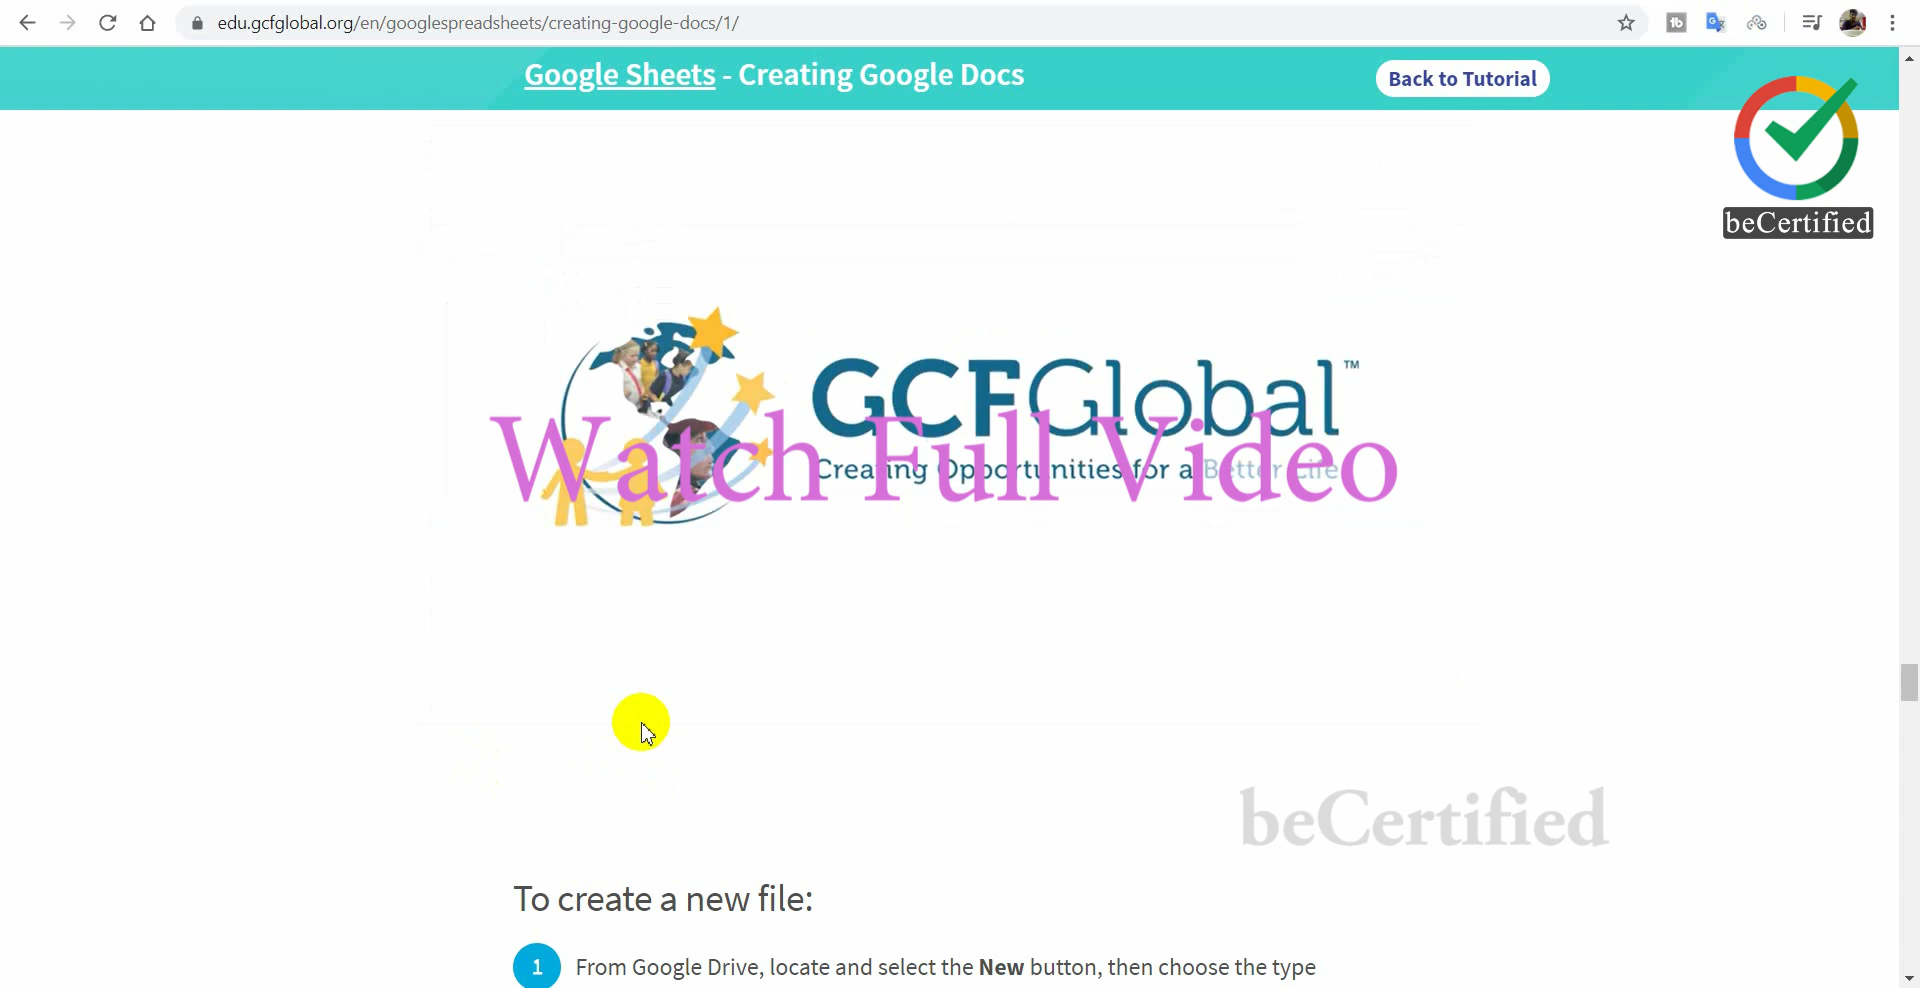 edu.gcfglobal.org/en/googlespreadsheets/creating-google-docs/1/
Google Sheets - Creating Google Docs
Back to Tutorial
beCertified
GCFGlobal™
Creating Opportunities for a Better Life
Watch Full Video
beCertified
To create a new file:
1 From Google Drive, locate and select the New button, then choose the type